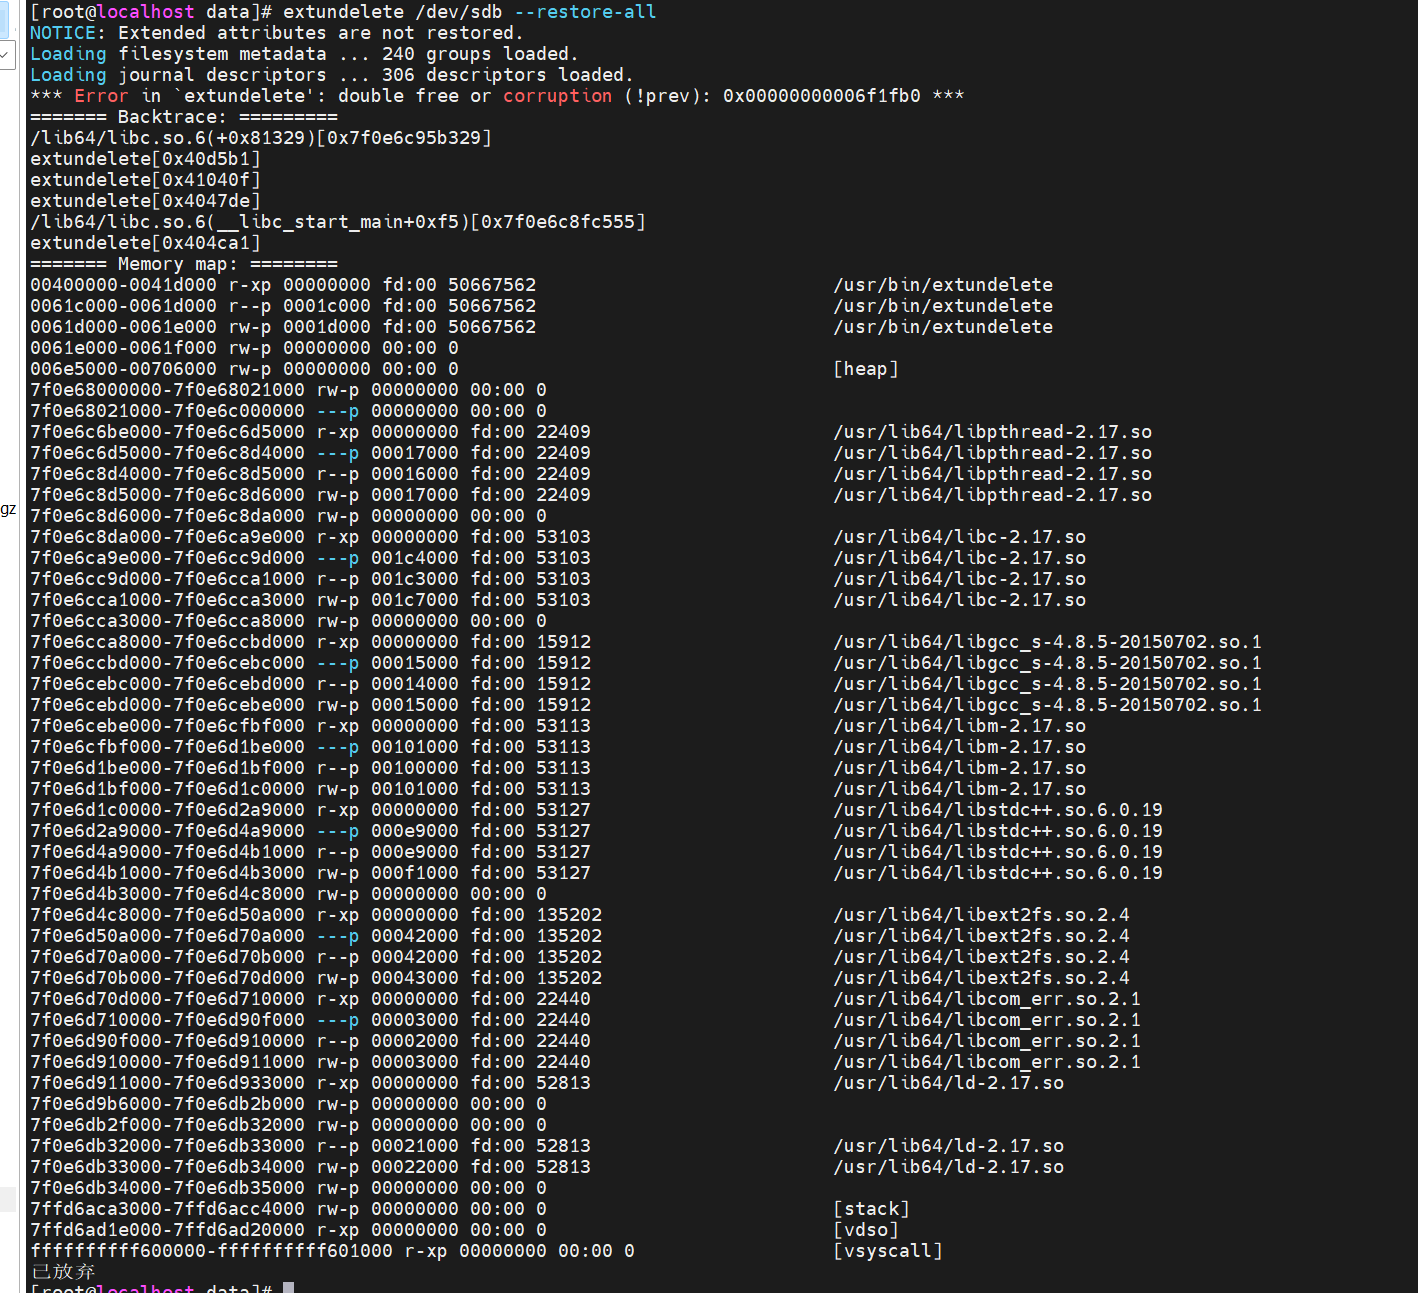 [root@localhost data]# extundelete /dev/sdb --restore-all
NOTICE: Extended attributes are not restored.
Loading filesystem metadata ... 240 groups loaded.
Loading journal descriptors ... 306 descriptors loaded.
*** Error in `extundelete': double free or corruption (!prev): 0x00000000006f1fb0 ***
======= Backtrace: =========
/lib64/libc.so.6(+0x81329)[0x7f0e6c95b329]
extundelete[0x40d5b1]
extundelete[0x41040f]
extundelete[0x4047de]
/lib64/libc.so.6(__libc_start_main+0xf5)[0x7f0e6c8fc555]
extundelete[0x404ca1]
======= Memory map: ========
00400000-0041d000 r-xp 00000000 fd:00 50667562 /usr/bin/extundelete
0061c000-0061d000 r--p 0001c000 fd:00 50667562 /usr/bin/extundelete
0061d000-0061e000 rw-p 0001d000 fd:00 50667562 /usr/bin/extundelete
0061e000-0061f000 rw-p 00000000 00:00 0
006e5000-00706000 rw-p 00000000 00:00 0 [heap]
7f0e68000000-7f0e68021000 rw-p 00000000 00:00 0
7f0e68021000-7f0e6c000000 ---p 00000000 00:00 0
7f0e6c6be000-7f0e6c6d5000 r-xp 00000000 fd:00 22409 /usr/lib64/libpthread-2.17.so
7f0e6c6d5000-7f0e6c8d4000 ---p 00017000 fd:00 22409 /usr/lib64/libpthread-2.17.so
7f0e6c8d4000-7f0e6c8d5000 r--p 00016000 fd:00 22409 /usr/lib64/libpthread-2.17.so
7f0e6c8d5000-7f0e6c8d6000 rw-p 00017000 fd:00 22409 /usr/lib64/libpthread-2.17.so
gz
7f0e6c8d6000-7f0e6c8da000 rw-p 00000000 00:00 0
7f0e6c8da000-7f0e6ca9e000 r-xp 00000000 fd:00 53103 /usr/lib64/libc-2.17.so
7f0e6ca9e000-7f0e6cc9d000 ---p 001c4000 fd:00 53103 /usr/lib64/libc-2.17.so
7f0e6cc9d000-7f0e6cca1000 r--p 001c3000 fd:00 53103 /usr/lib64/libc-2.17.so
7f0e6cca1000-7f0e6cca3000 rw-p 001c7000 fd:00 53103 /usr/lib64/libc-2.17.so
7f0e6cca3000-7f0e6cca8000 rw-p 00000000 00:00 0
7f0e6cca8000-7f0e6ccbd000 r-xp 00000000 fd:00 15912 /usr/lib64/libgcc_s-4.8.5-20150702.so.1
7f0e6ccbd000-7f0e6cebc000 ---p 00015000 fd:00 15912 /usr/lib64/libgcc_s-4.8.5-20150702.so.1
7f0e6cebc000-7f0e6cebd000 r--p 00014000 fd:00 15912 /usr/lib64/libgcc_s-4.8.5-20150702.so.1
7f0e6cebd000-7f0e6cebe000 rw-p 00015000 fd:00 15912 /usr/lib64/libgcc_s-4.8.5-20150702.so.1
7f0e6cebe000-7f0e6cfbf000 r-xp 00000000 fd:00 53113 /usr/lib64/libm-2.17.so
7f0e6cfbf000-7f0e6d1be000 ---p 00101000 fd:00 53113 /usr/lib64/libm-2.17.so
7f0e6d1be000-7f0e6d1bf000 r--p 00100000 fd:00 53113 /usr/lib64/libm-2.17.so
7f0e6d1bf000-7f0e6d1c0000 rw-p 00101000 fd:00 53113 /usr/lib64/libm-2.17.so
7f0e6d1c0000-7f0e6d2a9000 r-xp 00000000 fd:00 53127 /usr/lib64/libstdc++.so.6.0.19
7f0e6d2a9000-7f0e6d4a9000 ---p 000e9000 fd:00 53127 /usr/lib64/libstdc++.so.6.0.19
7f0e6d4a9000-7f0e6d4b1000 r--p 000e9000 fd:00 53127 /usr/lib64/libstdc++.so.6.0.19
7f0e6d4b1000-7f0e6d4b3000 rw-p 000f1000 fd:00 53127 /usr/lib64/libstdc++.so.6.0.19
7f0e6d4b3000-7f0e6d4c8000 rw-p 00000000 00:00 0
7f0e6d4c8000-7f0e6d50a000 r-xp 00000000 fd:00 135202 /usr/lib64/libext2fs.so.2.4
7f0e6d50a000-7f0e6d70a000 ---p 00042000 fd:00 135202 /usr/lib64/libext2fs.so.2.4
7f0e6d70a000-7f0e6d70b000 r--p 00042000 fd:00 135202 /usr/lib64/libext2fs.so.2.4
7f0e6d70b000-7f0e6d70d000 rw-p 00043000 fd:00 135202 /usr/lib64/libext2fs.so.2.4
7f0e6d70d000-7f0e6d710000 r-xp 00000000 fd:00 22440 /usr/lib64/libcom_err.so.2.1
7f0e6d710000-7f0e6d90f000 ---p 00003000 fd:00 22440 /usr/lib64/libcom_err.so.2.1
7f0e6d90f000-7f0e6d910000 r--p 00002000 fd:00 22440 /usr/lib64/libcom_err.so.2.1
7f0e6d910000-7f0e6d911000 rw-p 00003000 fd:00 22440 /usr/lib64/libcom_err.so.2.1
7f0e6d911000-7f0e6d933000 r-xp 00000000 fd:00 52813 /usr/lib64/ld-2.17.so
7f0e6d9b6000-7f0e6db2b000 rw-p 00000000 00:00 0
7f0e6db2f000-7f0e6db32000 rw-p 00000000 00:00 0
7f0e6db32000-7f0e6db33000 r--p 00021000 fd:00 52813 /usr/lib64/ld-2.17.so
7f0e6db33000-7f0e6db34000 rw-p 00022000 fd:00 52813 /usr/lib64/ld-2.17.so
7f0e6db34000-7f0e6db35000 rw-p 00000000 00:00 0
7ffd6aca3000-7ffd6acc4000 rw-p 00000000 00:00 0 [stack]
7ffd6ad1e000-7ffd6ad20000 r-xp 00000000 00:00 0 [vdso]
ffffffffff600000-ffffffffff601000 r-xp 00000000 00:00 0 [vsyscall]
已放弃
[root@localhost data]#